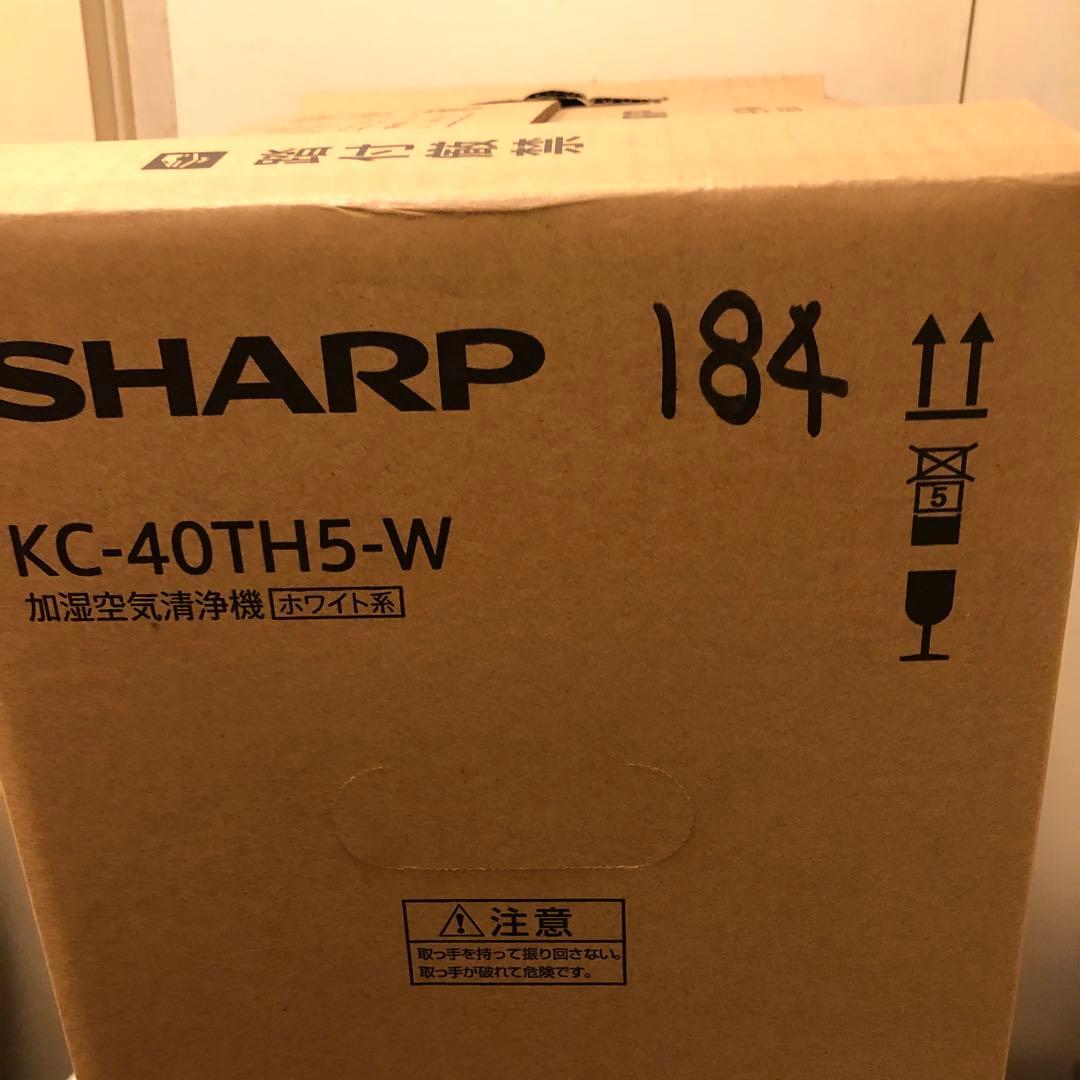 SHARP
184
5
KC-40TH5-W
加湿空気清浄機 ホワイト系
注意
取っ手を持って振り回さない。
取っ手が破れて危険です。